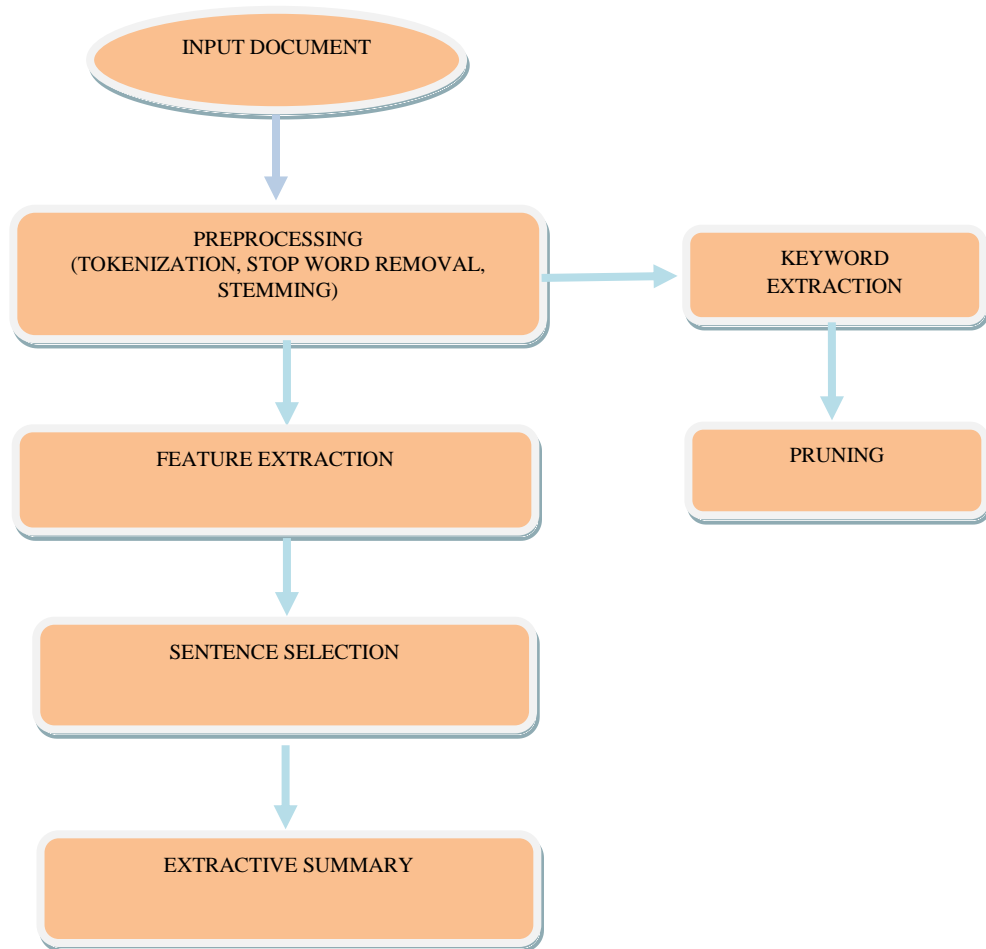 INPUT DOCUMENT
PREPROCESSING
(TOKENIZATION, STOP WORD REMOVAL,
STEMMING)
KEYWORD
EXTRACTION
FEATURE EXTRACTION
PRUNING
SENTENCE SELECTION
EXTRACTIVE SUMMARY